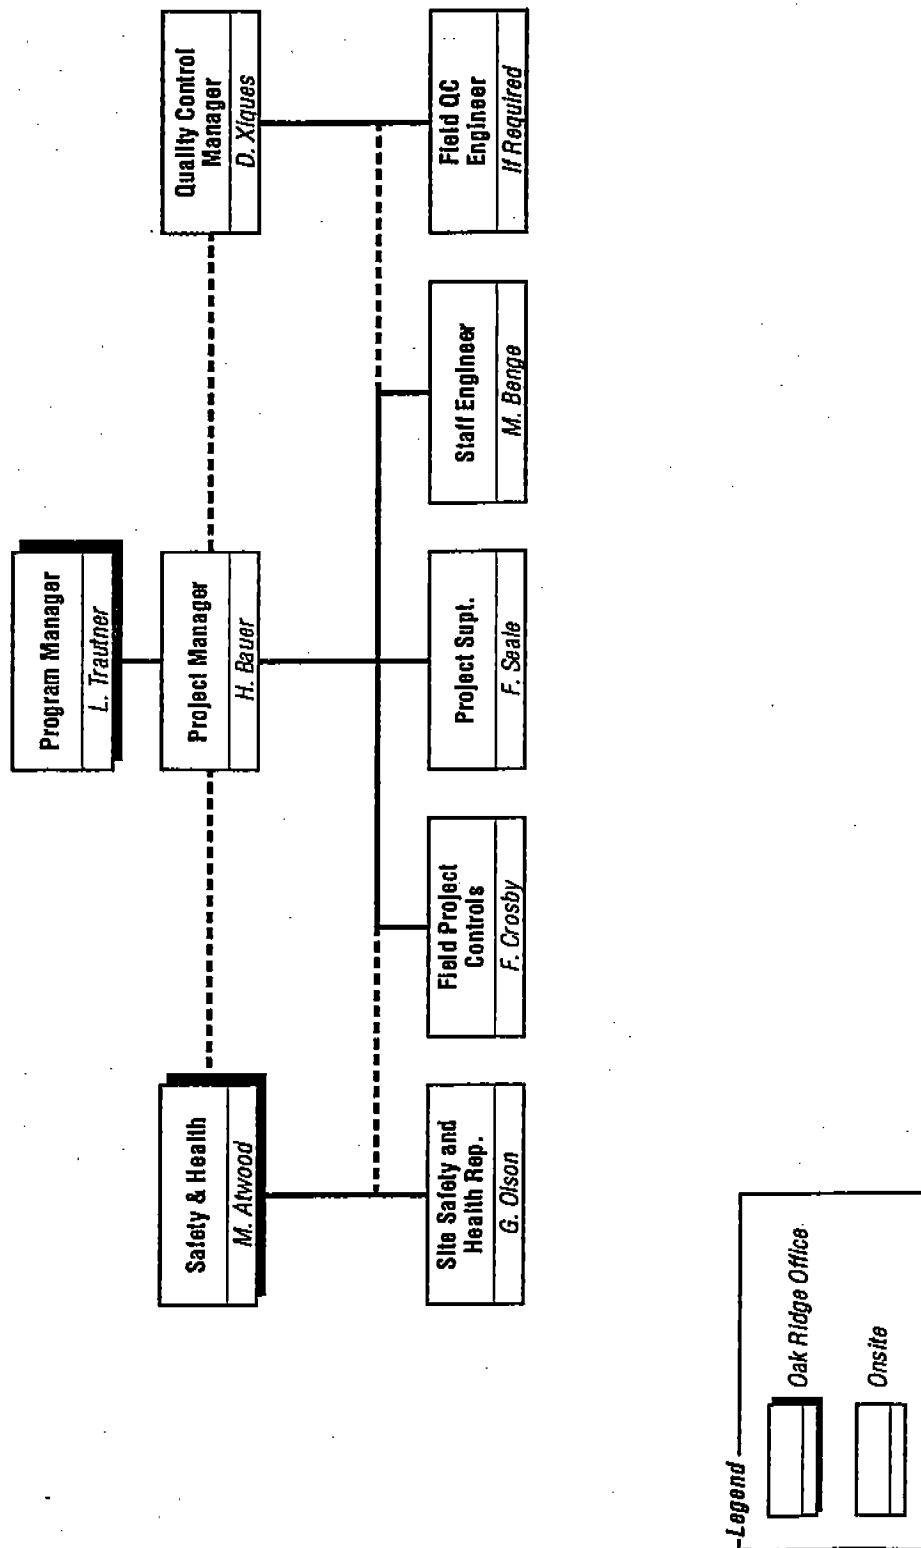 Program Manager
L. Trautner
Safety & Health
M. Atwood
Project Manager
H. Bauer
Quality Control
Manager
D. Xiques
Site Safety and
Health Rep.
G. Olson
Field Project
Controls
F. Crosby
Project Supt.
F. Seale
Staff Engineer
M. Benge
Field QC
Engineer
If Required
Legend
Oak Ridge Office
Onsite